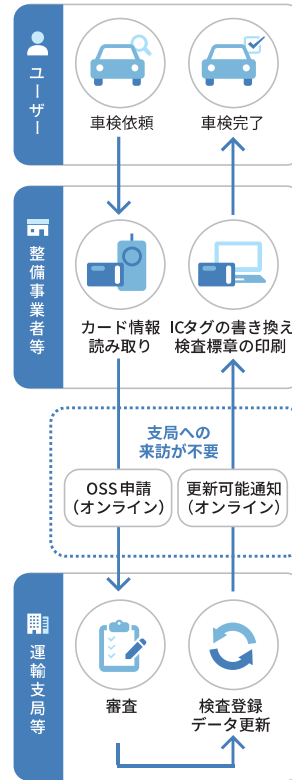 ユーザー
車検依頼
車検完了
整備事業者等
カード情報
読み取り
ICタグの書き換え
検査標章の印刷
支局への
来訪が不要
OSS申請
（オンライン）
更新可能通知
（オンライン）
運輸支局等
審査
検査登録
データ更新